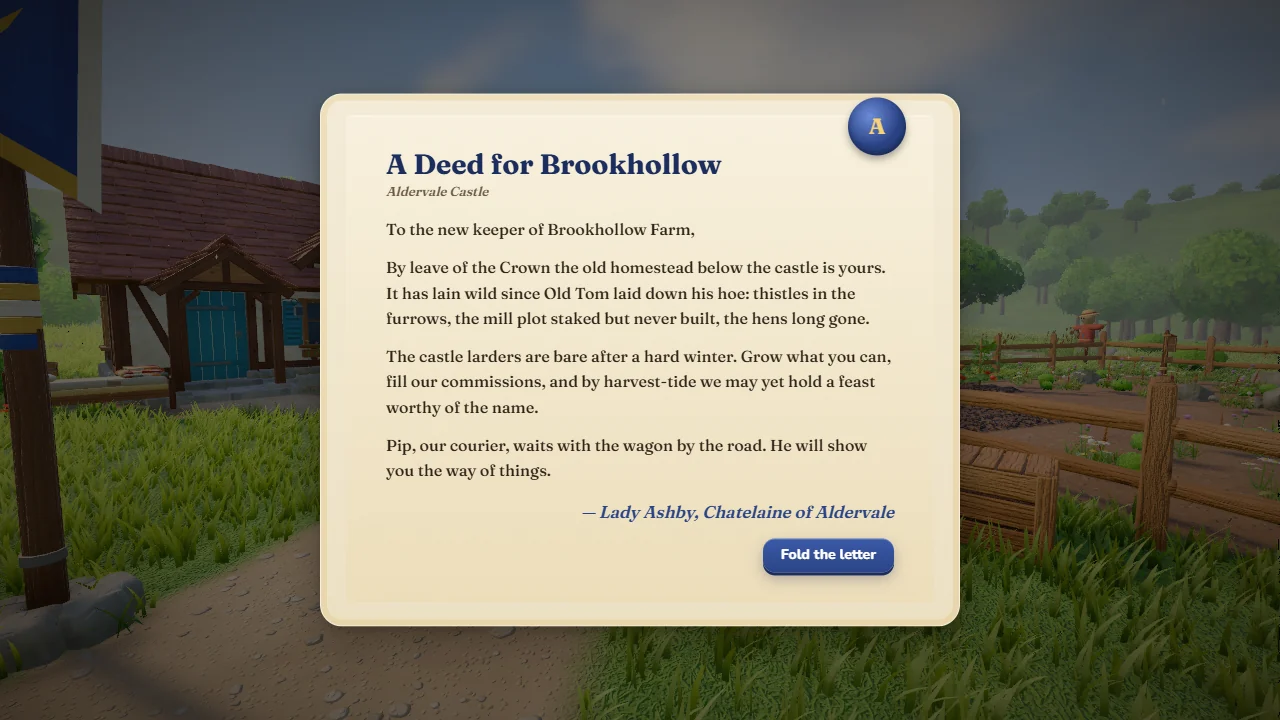 A
A Deed for Brookhollow
Aldervale Castle
To the new keeper of Brookhollow Farm,
By leave of the Crown the old homestead below the castle is yours.
It has lain wild since Old Tom laid down his hoe: thistles in the
furrows, the mill plot staked but never built, the hens long gone.
The castle larders are bare after a hard winter. Grow what you can,
fill our commissions, and by harvest-tide we may yet hold a feast
worthy of the name.
Pip, our courier, waits with the wagon by the road. He will show
you the way of things.
— Lady Ashby, Chatelaine of Aldervale
Fold the letter